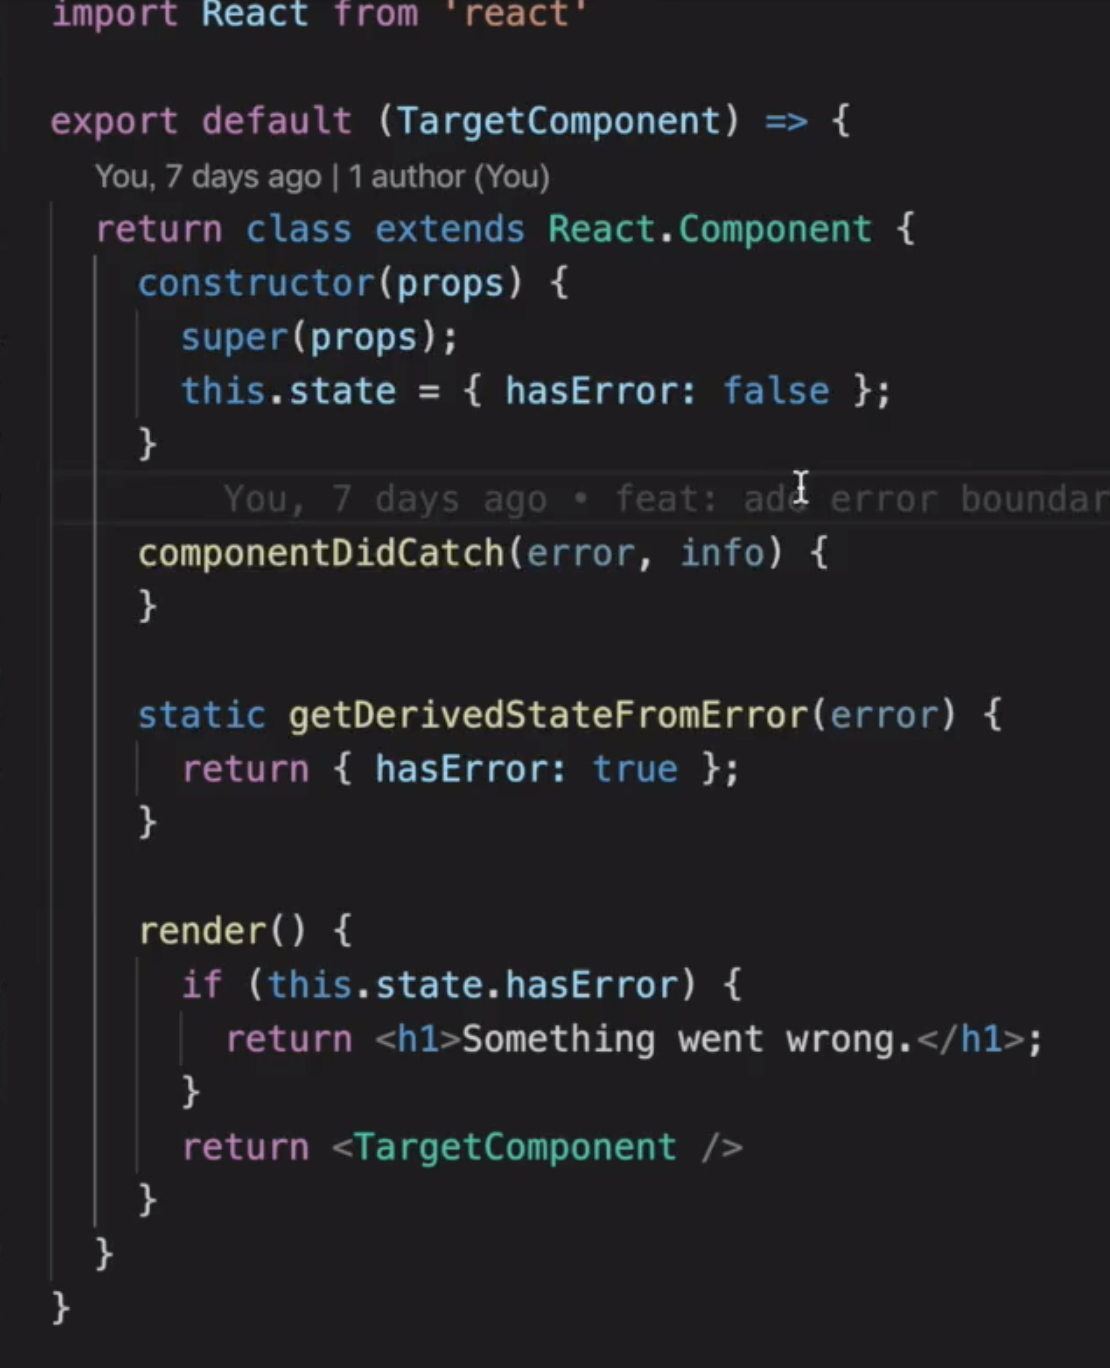 import React from 'react'
export default (TargetComponent) => {
You, 7 days ago | 1 author (You)
return class extends React.Component {
constructor(props) {
super(props);
this.state = { hasError: false };
}
You, 7 days ago • feat: add error boundar
componentDidCatch(error, info) {
}
static getDerivedStateFromError(error) {
return { hasError: true };
}
render() {
if (this.state.hasError) {
return <h1>Something went wrong.</h1>;
}
return <TargetComponent />
}
}
}